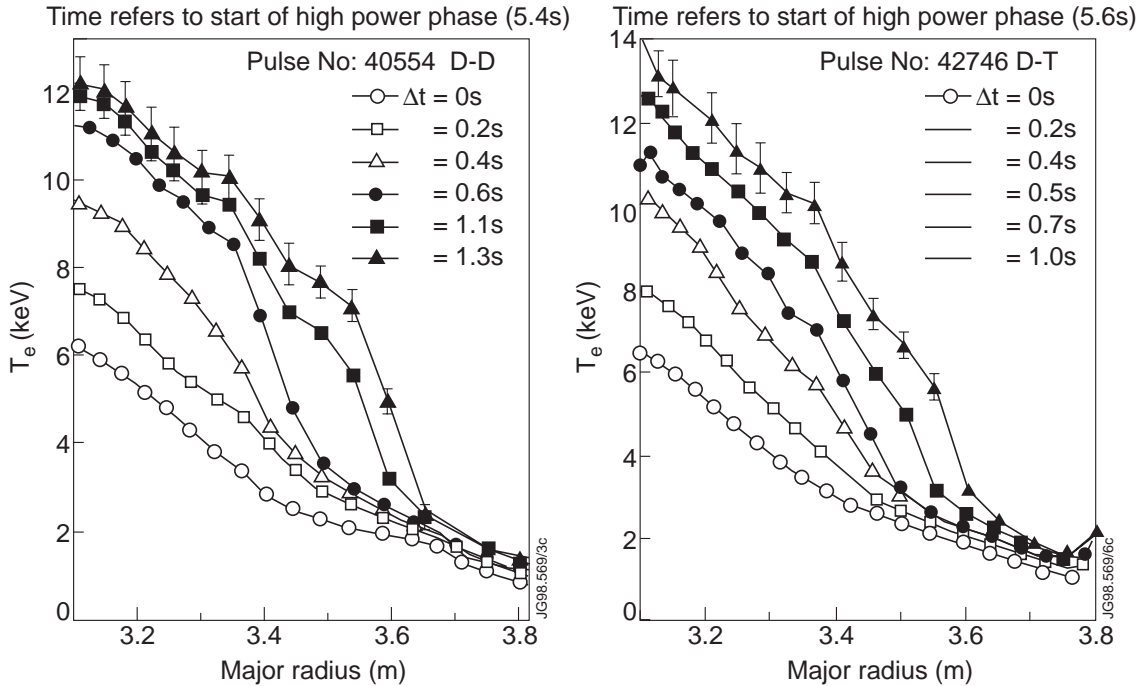 Time refers to start of high power phase (5.4s)
Pulse No: 40554 D-D
Δt = 0s
= 0.2s
= 0.4s
= 0.6s
= 1.1s
= 1.3s
12
10
8
6
4
2
0
T_e (keV)
3.2
3.4
3.6
3.8
Major radius (m)
JG98.569/3c
Time refers to start of high power phase (5.6s)
Pulse No: 42746 D-T
Δt = 0s
= 0.2s
= 0.4s
= 0.5s
= 0.7s
= 1.0s
14
12
10
8
6
4
2
0
T_e (keV)
3.2
3.4
3.6
3.8
Major radius (m)
JG98.569/6c